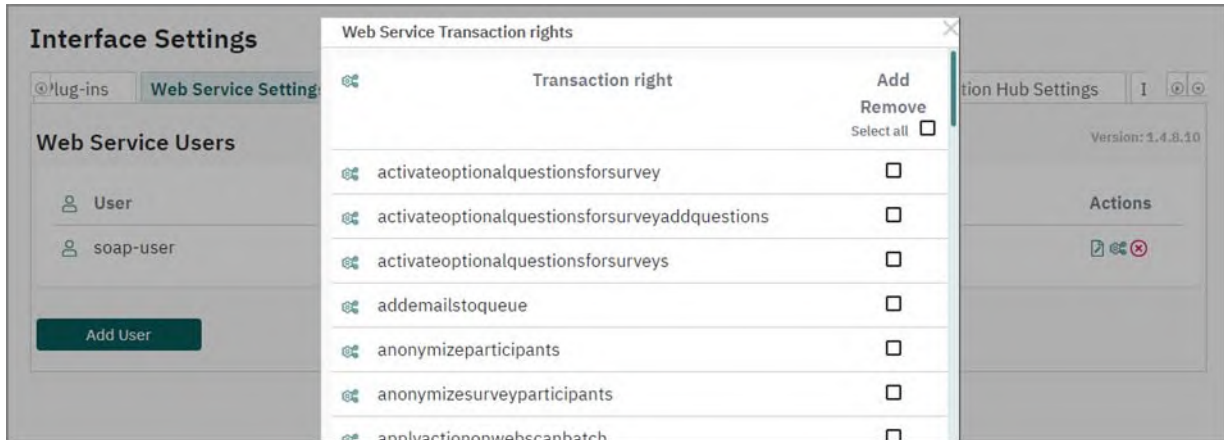 Interface Settings
Plug-ins
Web Service Setting
tion Hub Settings
I
Web Service Users
Version: 1.4.8.10
User
Actions
soap-user
Add User
Web Service Transaction rights
Transaction right
Add
Remove
Select all
activateoptionalquestionsforsurvey
activateoptionalquestionsforsurveyaddquestions
activateoptionalquestionsforsurveys
addemailstoqueue
anonymizeparticipants
anonymizesurveyparticipants
applyactiononwebscanbatch